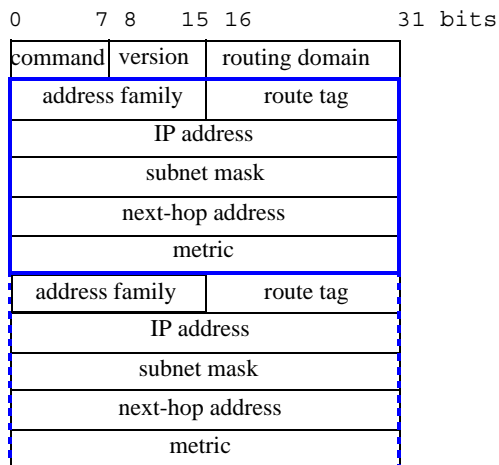 0 7 8 15 16 31 bits
command version routing domain
address family route tag
IP address
subnet mask
next-hop address
metric
address family route tag
IP address
subnet mask
next-hop address
metric